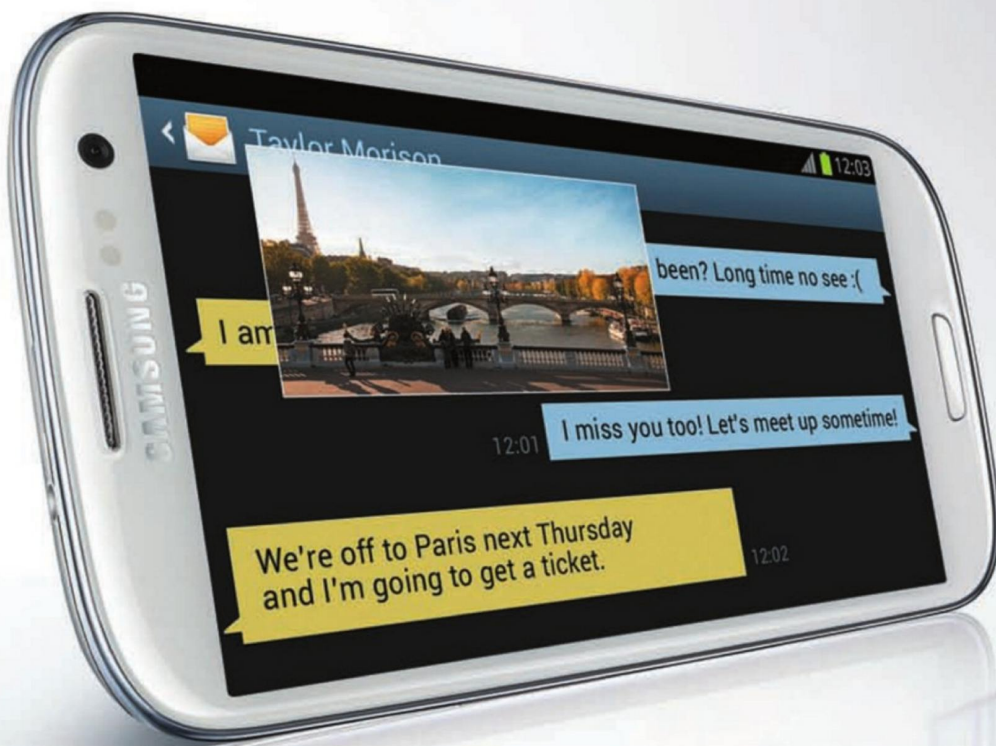 Taylor Morison
12:03
been? Long time no see :(
I am
I miss you too! Let's meet up sometime!
12:01
We're off to Paris next Thursday
and I'm going to get a ticket.
12:02
SAMSUNG